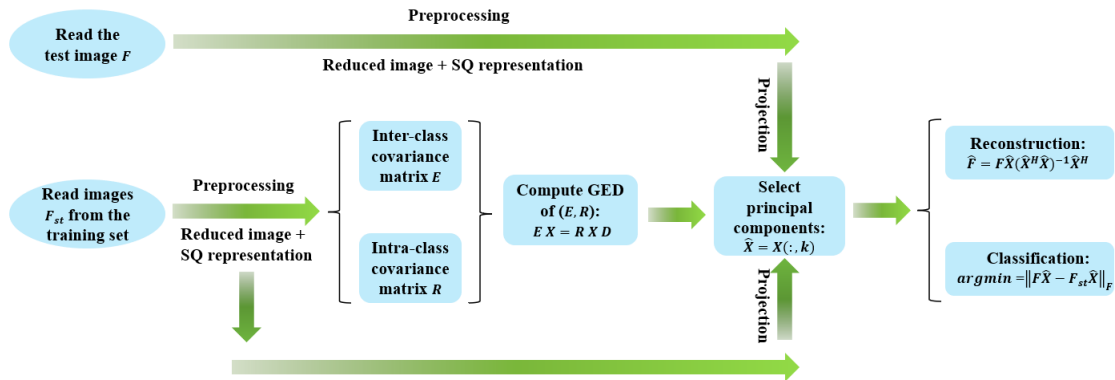 Read the
test image F
Preprocessing
Reduced image + SQ representation
Projection
Read images
F_st from the
training set
Preprocessing
Reduced image +
SQ representation
Inter-class
covariance
matrix E
Intra-class
covariance
matrix R
Compute GED
of (E, R):
E X = R X D
Select
principal
components:
X̂ = X(:, k)
Projection
Reconstruction:
F̂ = FX̂(X̂^H X̂)^−1 X̂^H
Classification:
argmin =‖FX̂ − F_st X̂‖_F